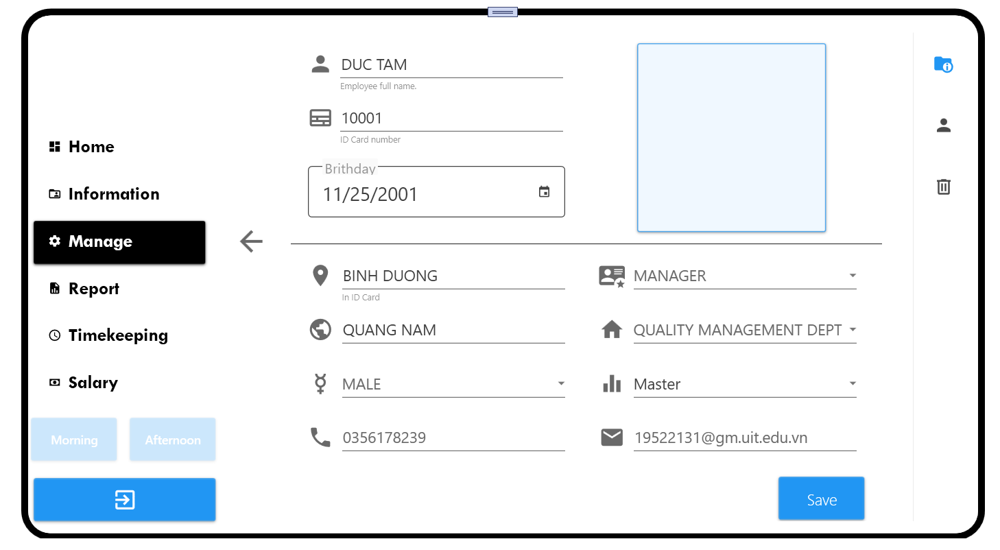 Home
Information
Manage
Report
Timekeeping
Salary
Morning
Afternoon
DUC TAM
Employee full name.
10001
ID Card number
Brithday
11/25/2001
BINH DUONG
In ID Card
QUANG NAM
MALE
0356178239
MANAGER
QUALITY MANAGEMENT DEPT
Master
19522131@gm.uit.edu.vn
Save